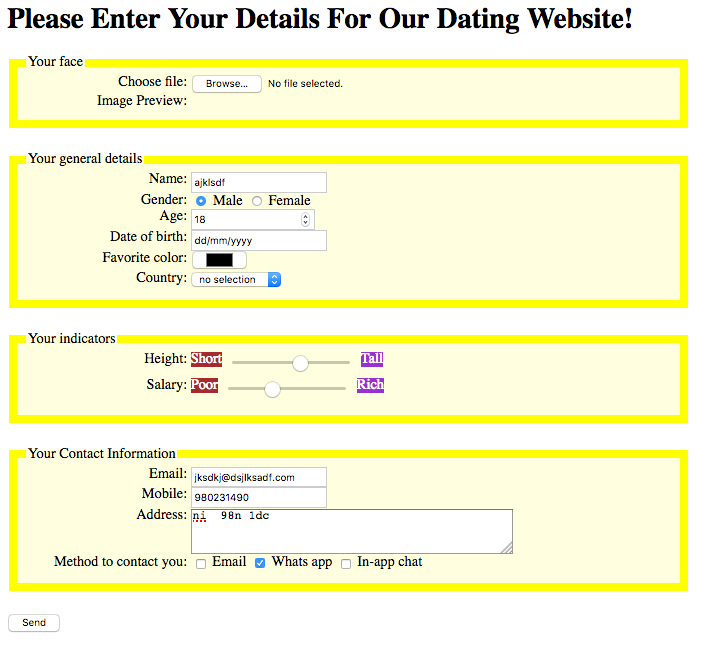 Please Enter Your Details For Our Dating Website!
Your face
Choose file: Browse... No file selected.
Image Preview:
Your general details
Name: ajklsdf
Gender: Male Female
Age: 18
Date of birth: dd/mm/yyyy
Favorite color:
Country: no selection
Your indicators
Height: Short Tall
Salary: Poor Rich
Your Contact Information
Email: jksdkj@dsjlksadf.com
Mobile: 980231490
Address: ni  98n 1dc
Method to contact you: Email Whats app In-app chat
Send